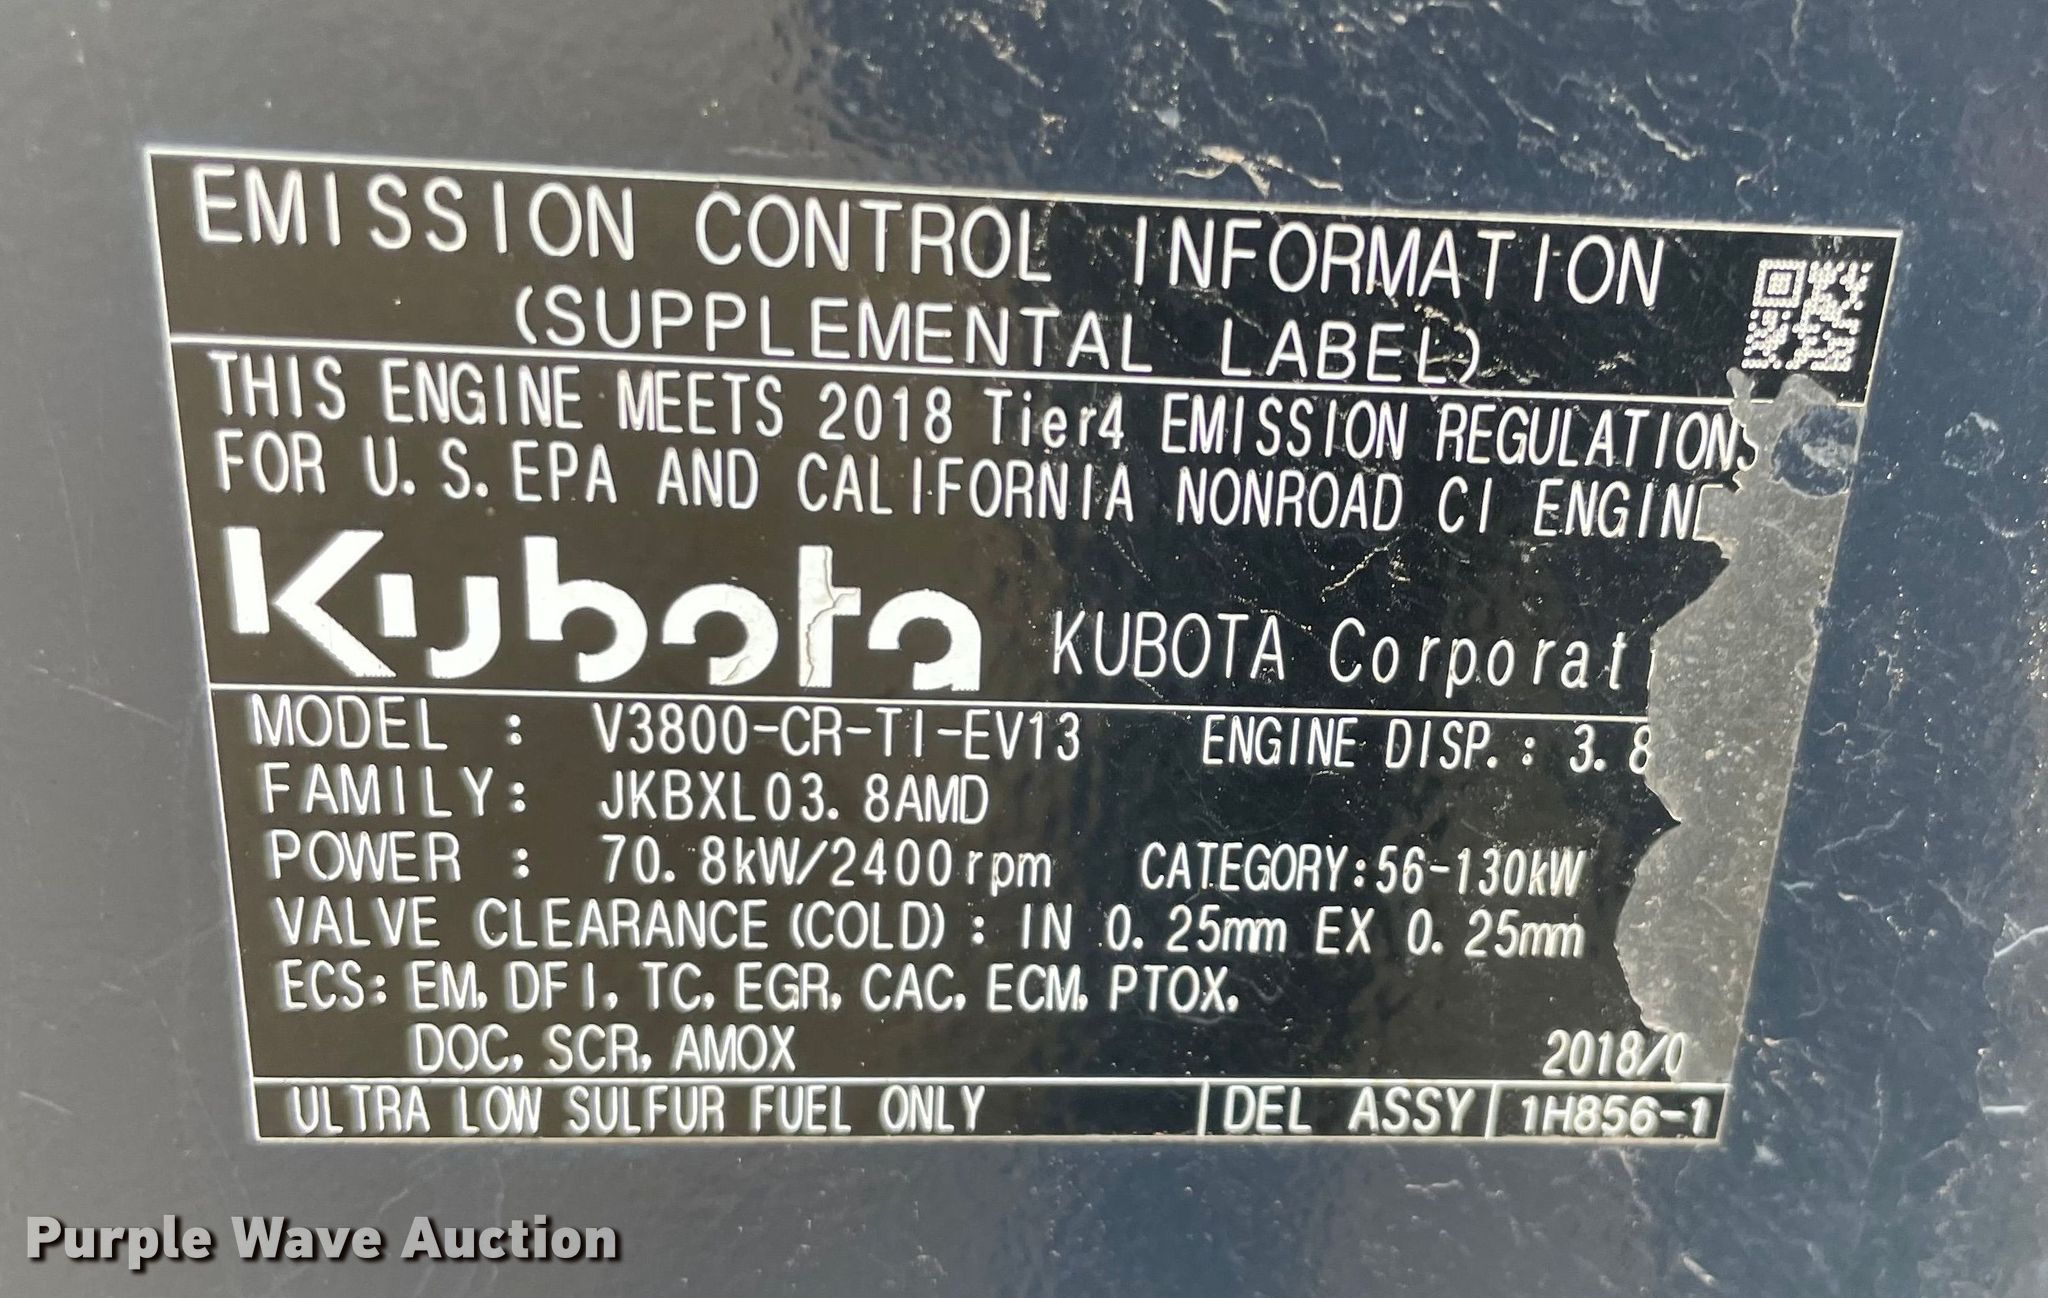 EMISSION CONTROL INFORMATION
(SUPPLEMENTAL LABEL)
THIS ENGINE MEETS 2018 Tier4 EMISSION REGULATIONS
FOR U.S.EPA AND CALIFORNIA NONROAD CI ENGIN
Kubota KUBOTA Corporat
MODEL : V3800-CR-TI-EV13 ENGINE DISP.: 3.8
FAMILY: JKBXL03.8AMD
POWER : 70.8kW/2400rpm CATEGORY:56-130kW
VALVE CLEARANCE(COLD): IN 0.25mm EX 0.25mm
ECS: EM, DFI, TC, EGR, CAC, ECM, PTOX,
DOC, SCR, AMOX 2018/0
ULTRA LOW SULFUR FUEL ONLY DEL ASSY 1H856-1
Purple Wave Auction